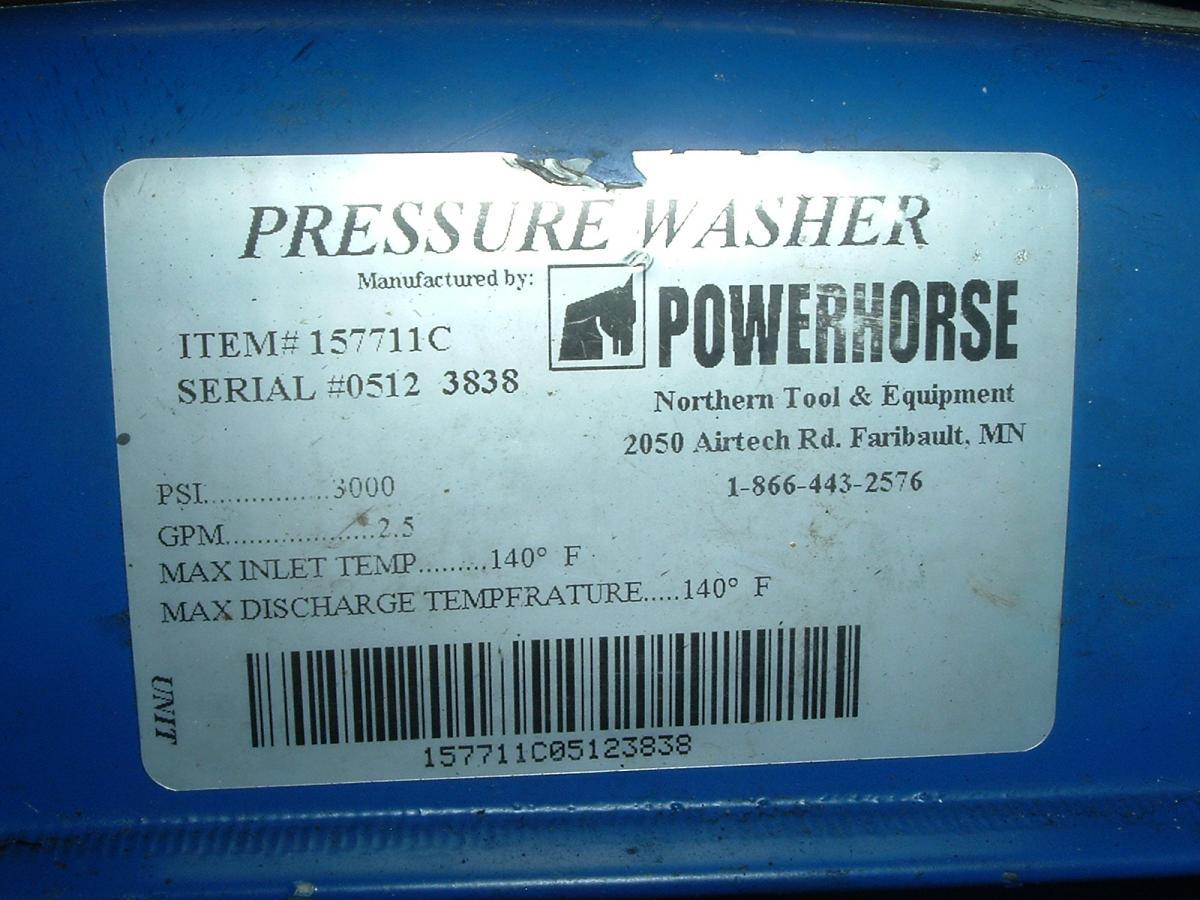 PRESSURE WASHER
Manufactured by:
POWERHORSE
ITEM# 157711C
SERIAL #0512 3838
Northern Tool & Equipment
2050 Airtech Rd. Faribault, MN
1-866-443-2576
PSI...............3000
GPM...................2.5
MAX INLET TEMP.........140° F
MAX DISCHARGE TEMPERATURE.....140° F
UNIT
157711C05123838